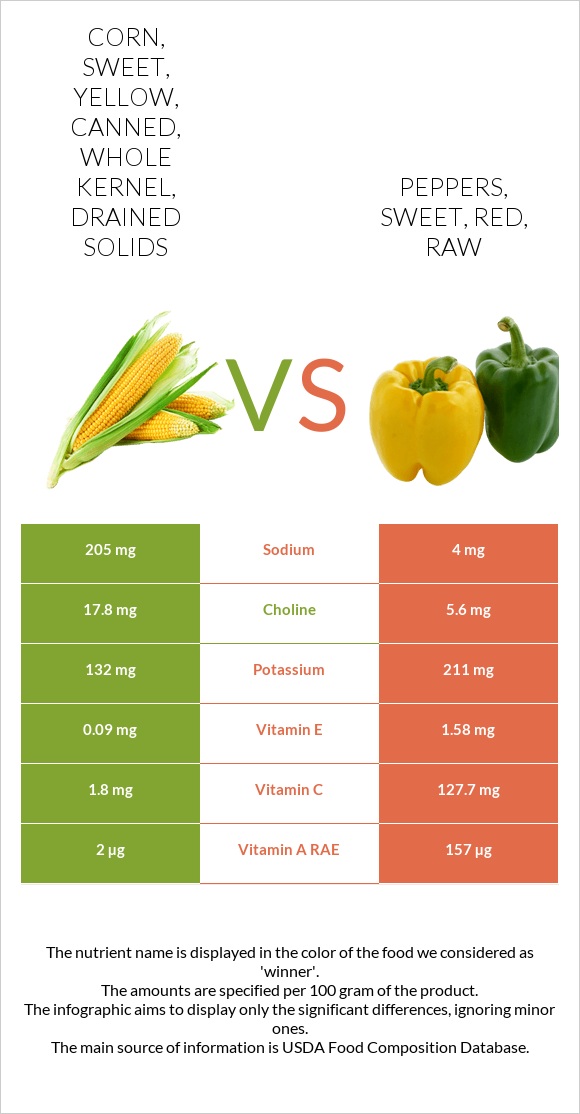 CORN,
SWEET,
YELLOW,
CANNED,
WHOLE
KERNEL,
DRAINED
SOLIDS
PEPPERS,
SWEET, RED,
RAW
VS
205 mg Sodium 4 mg
17.8 mg Choline 5.6 mg
132 mg Potassium 211 mg
0.09 mg Vitamin E 1.58 mg
1.8 mg Vitamin C 127.7 mg
2 µg Vitamin A RAE 157 µg
The nutrient name is displayed in the color of the food we considered as
'winner'.
The amounts are specified per 100 gram of the product.
The infographic aims to display only the significant differences, ignoring minor
ones.
The main source of information is USDA Food Composition Database.